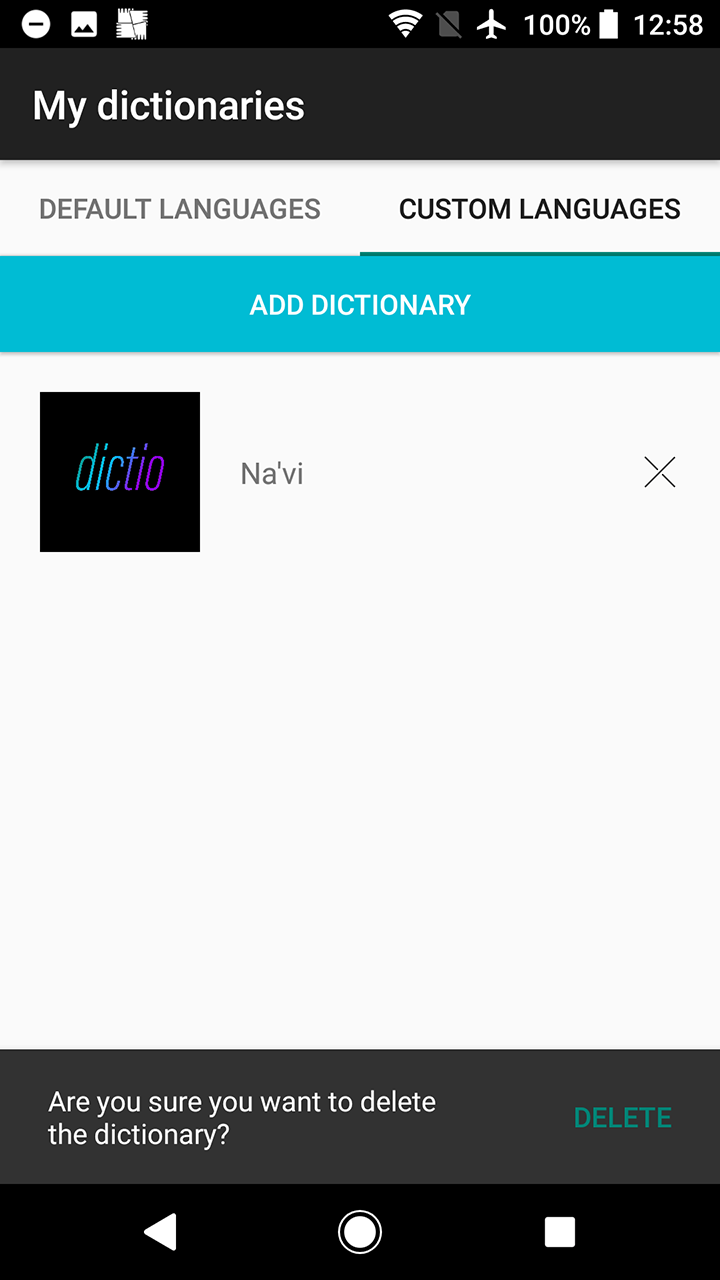 100% 12:58
My dictionaries
DEFAULT LANGUAGES CUSTOM LANGUAGES
ADD DICTIONARY
dictio
Na'vi
Are you sure you want to delete
the dictionary?
DELETE